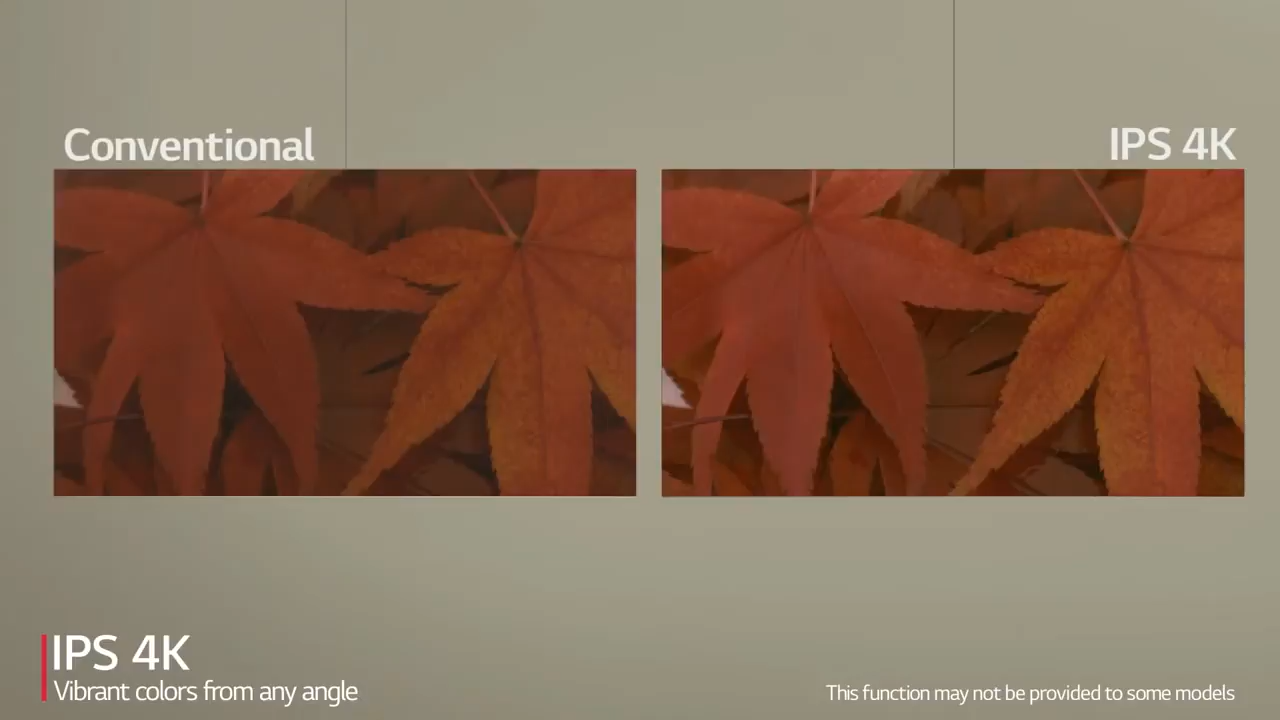 Conventional
IPS 4K
IPS 4K
Vibrant colors from any angle
This function may not be provided to some models